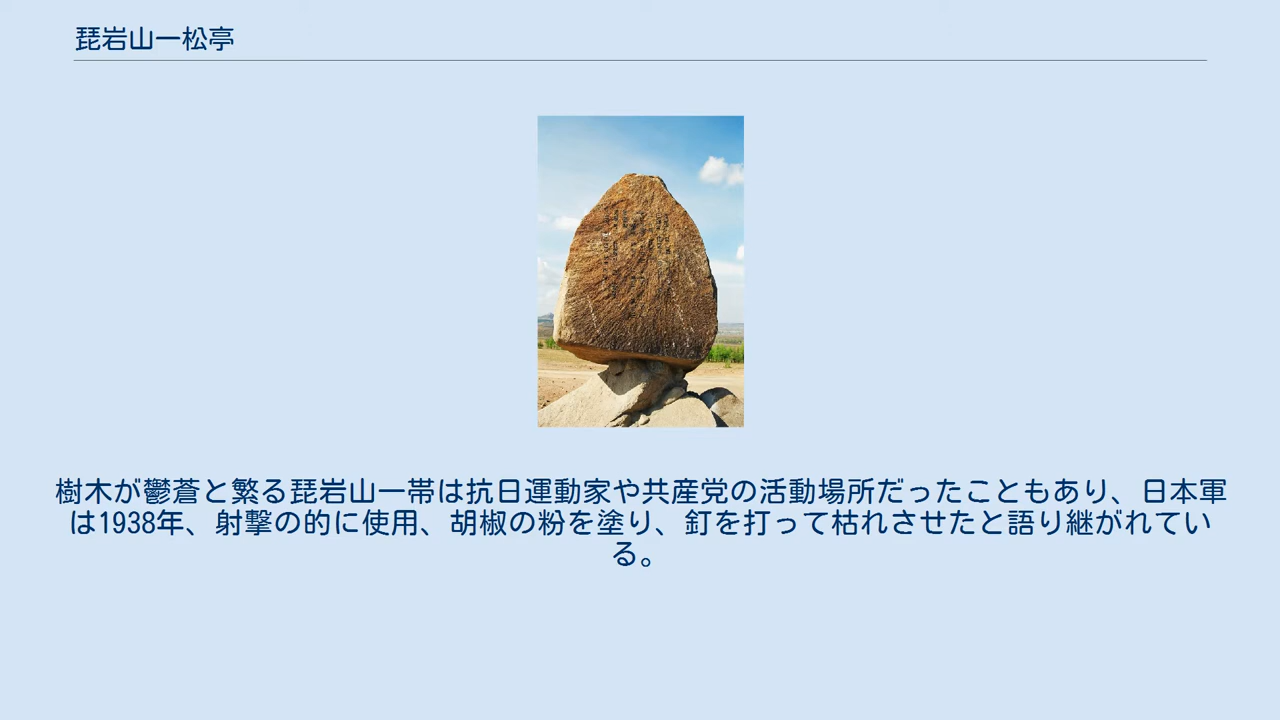 琵岩山一松亭
樹木が鬱蒼と繁る琵岩山一帯は抗日運動家や共産党の活動場所だったこともあり、日本軍
は1938年、射撃の的に使用、胡椒の粉を塗り、釘を打って枯れさせたと語り継がれてい
る。